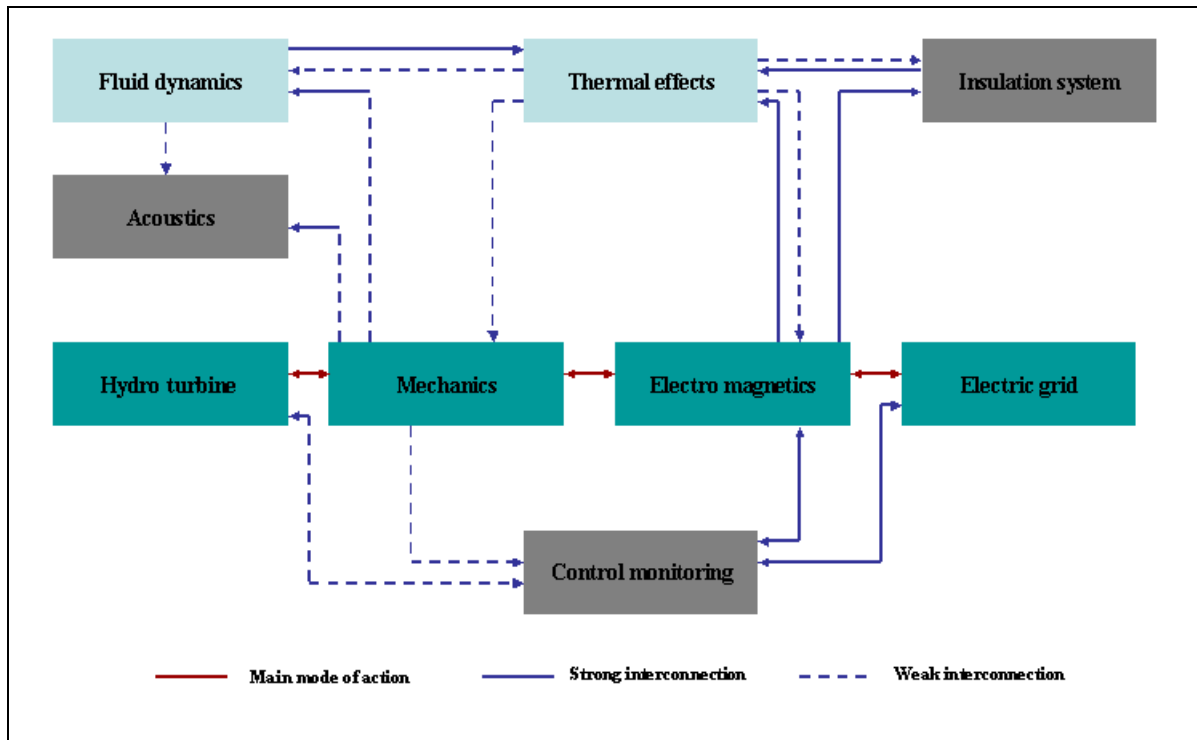 Fluid dynamics
Thermal effects
Insulation system
Acoustics
Hydro turbine
Mechanics
Electro magnetics
Electric grid
Control monitoring
Main mode of action
Strong interconnection
Weak interconnection